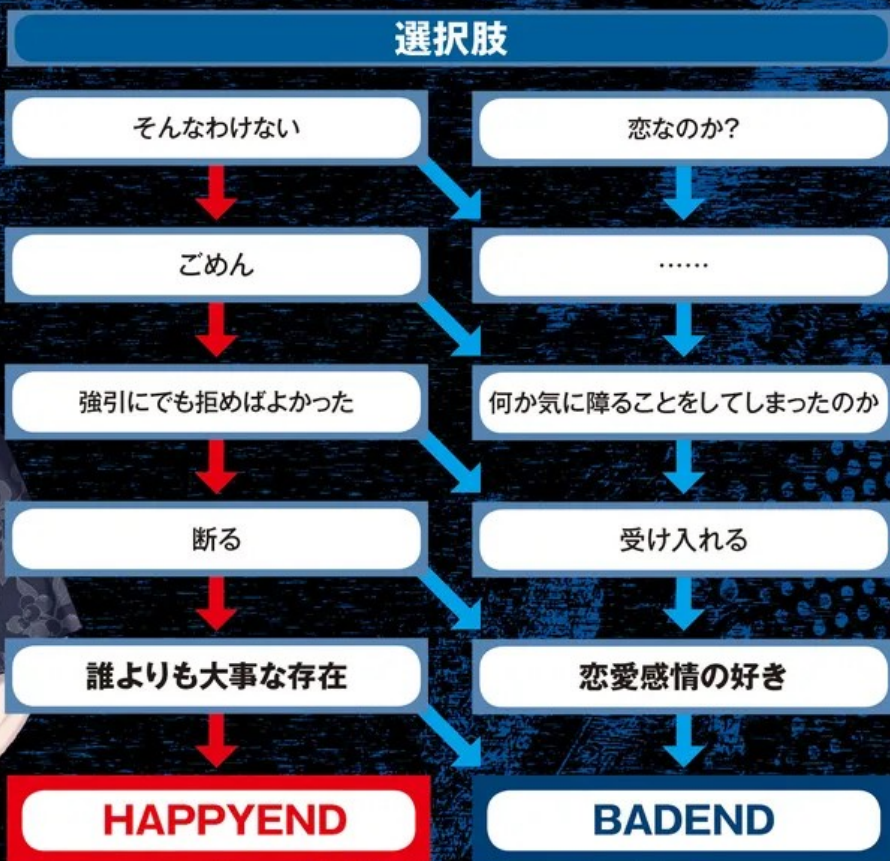 選択肢
そんなわけない
恋なのか?
ごめん
……
強引にでも拒めばよかった
何か気に障ることをしてしまったのか
断る
受け入れる
誰よりも大事な存在
恋愛感情の好き
HAPPYEND
BADEND